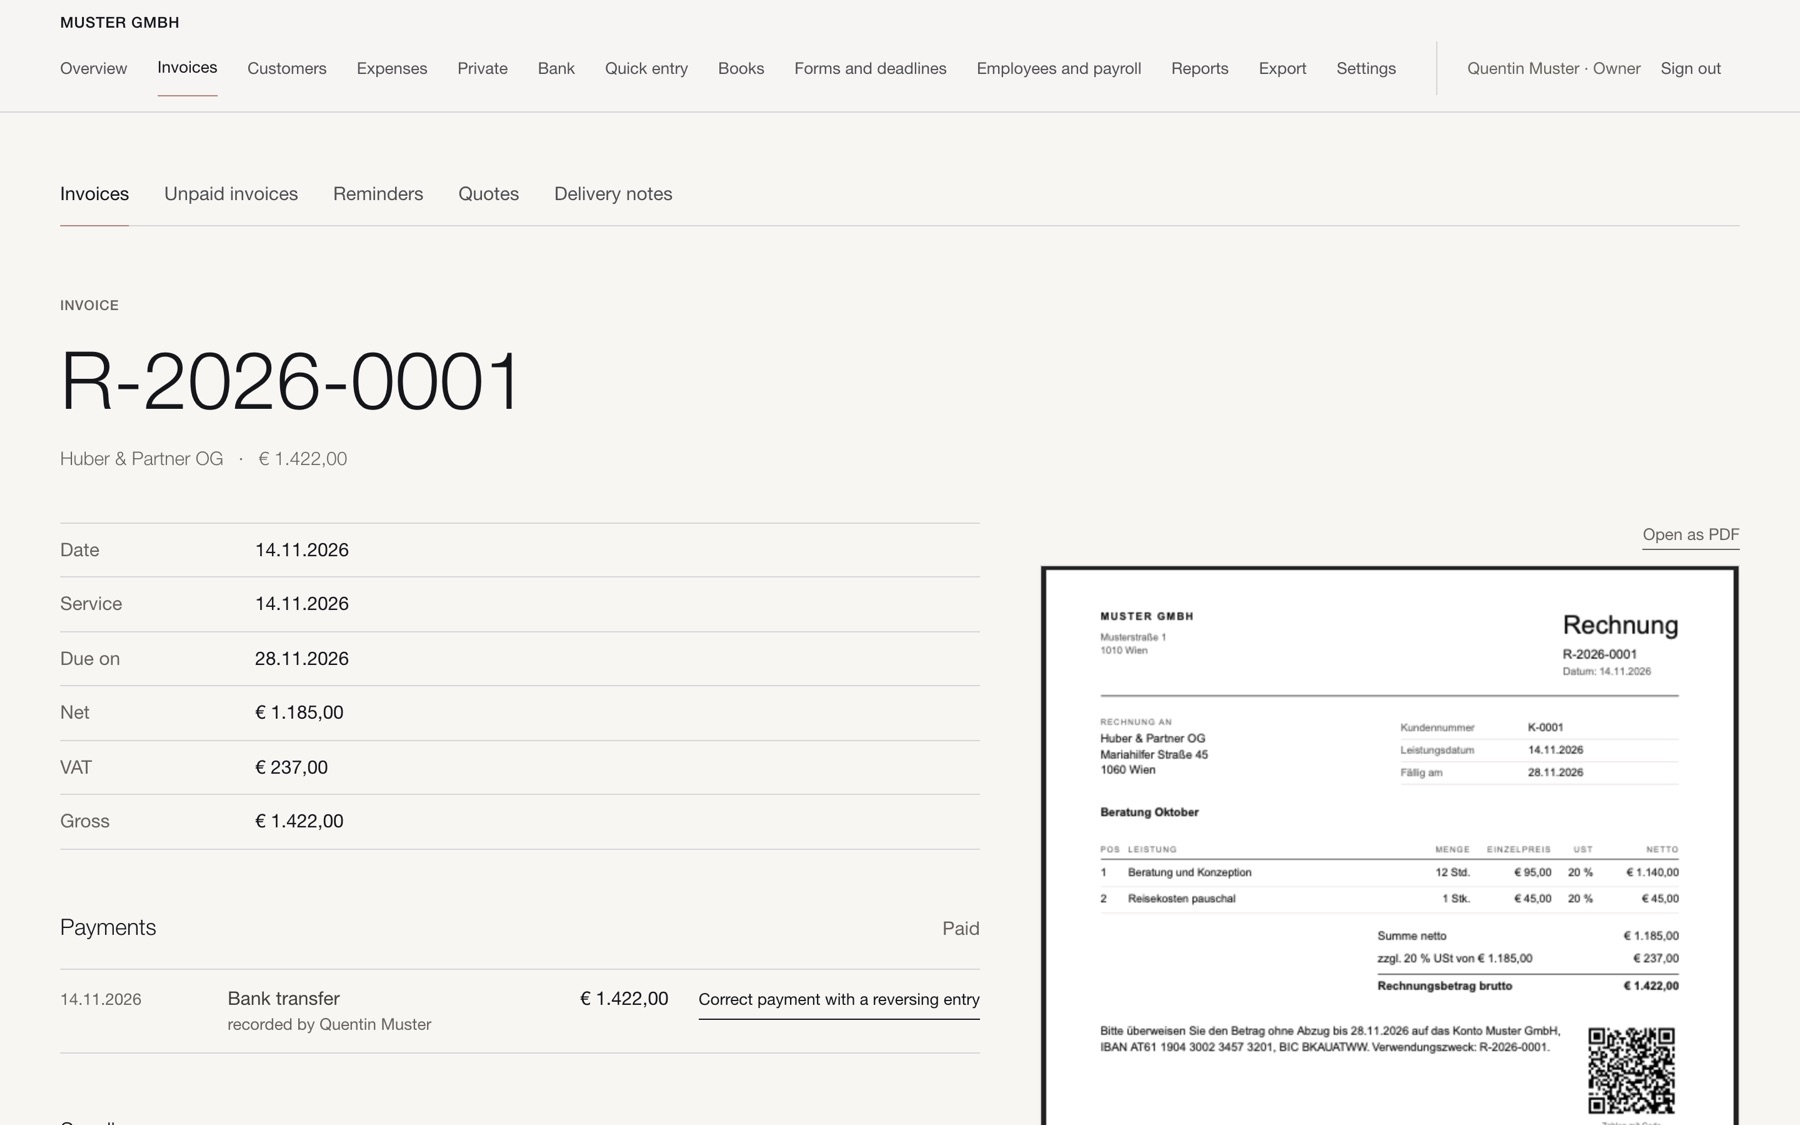 MUSTER GMBH
Overview Invoices Customers Expenses Private Bank Quick entry Books Forms and deadlines Employees and payroll Reports Export Settings Quentin Muster · Owner Sign out
Invoices Unpaid invoices Reminders Quotes Delivery notes
INVOICE
R-2026-0001
Huber & Partner OG · € 1.422,00
Date 14.11.2026
Service 14.11.2026
Due on 28.11.2026
Net € 1.185,00
VAT € 237,00
Gross € 1.422,00
Payments Paid
14.11.2026 Bank transfer € 1.422,00 Correct payment with a reversing entry
recorded by Quentin Muster
Open as PDF
MUSTER GMBH
Musterstraße 1
1010 Wien
Rechnung
R-2026-0001
Datum: 14.11.2026
RECHNUNG AN
Huber & Partner OG
Mariahilfer Straße 45
1060 Wien
Kundennummer K-0001
Leistungsdatum 14.11.2026
Fällig am 28.11.2026
Beratung Oktober
POS LEISTUNG MENGE EINZELPREIS UST NETTO
1 Beratung und Konzeption 12 Std. € 95,00 20 % € 1.140,00
2 Reisekosten pauschal 1 Stk. € 45,00 20 % € 45,00
Summe netto € 1.185,00
zzgl. 20 % USt von € 1.185,00 € 237,00
Rechnungsbetrag brutto € 1.422,00
Bitte überweisen Sie den Betrag ohne Abzug bis 28.11.2026 auf das Konto Muster GmbH,
IBAN AT61 1904 3002 3457 3201, BIC BKAUATWW. Verwendungszweck: R-2026-0001.